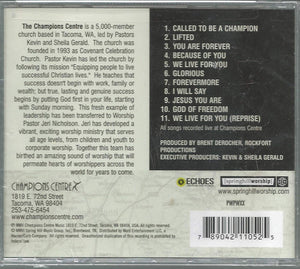 The Champions Centre is a 5,000-member
church based in Tacoma, WA, led by Pastors
Kevin and Sheila Gerald. The church was
founded in 1993 as Covenant Celebration
Church. Pastor Kevin has led the church by
following its mission "Equipping people to live
successful Christian lives." He teaches that
success doesn't begin with work, family or
wealth; but true, lasting and genuine success
begins by putting God first in your life, starting
with Sunday morning. This fresh example of
leadership has been transferred to Worship
Pastor Jeri Nicholson. Jeri has developed a
vibrant, exciting worship ministry that serves
all age levels, from children and youth to
corporate worship. Together this team has
birthed an amazing sound of worship that will
permeate hearts of worshippers across the
world for years to come.
CHAMPIONS CENTRE
1819 E. 72nd Street
Tacoma, WA 98404
253-475-6454
www.championscentre.com
1 CALLED TO BE A CHAMPION
2 LIFTED
3 YOU ARE FOREVER
4 BECAUSE OF YOU
5 WE LIVE FOR YOU
6 GLORIOUS
7 FOREVERMORE
8 I WILL SAY
9 JESUS YOU ARE
10 GOD OF FREEDOM
11 WE LIVE FOR YOU (REPRISE)
All songs recorded live at Champions Centre
PRODUCED BY BRENT DEROCHER, ROCKFORT
PRODUCTIONS
EXECUTIVE PRODUCERS: KEVIN & SHEILA GERALD
ECHOES
springhillworship
www.springhillworship.com
7 89042 11052 3